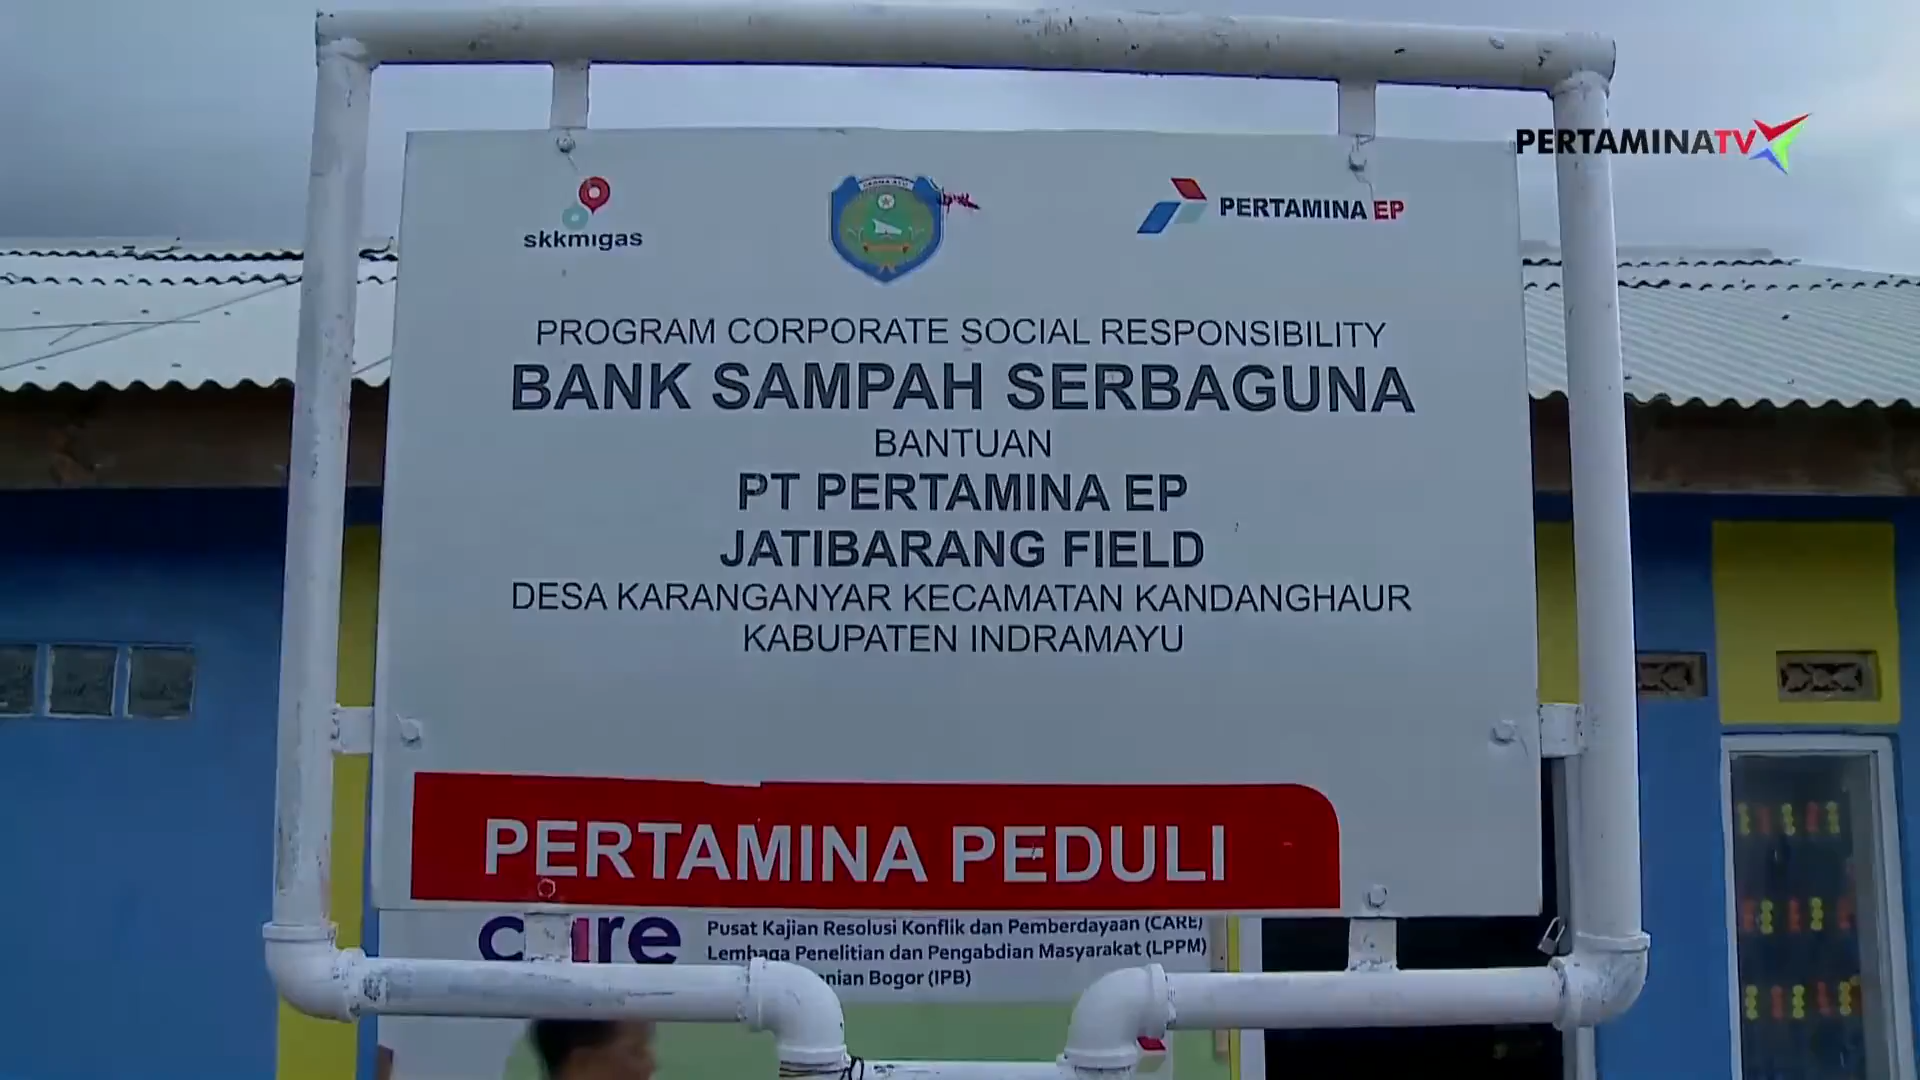 PERTAMINATV
skkmigas
PERTAMINA EP
PROGRAM CORPORATE SOCIAL RESPONSIBILITY
BANK SAMPAH SERBAGUNA
BANTUAN
PT PERTAMINA EP
JATIBARANG FIELD
DESA KARANGANYAR KECAMATAN KANDANGHAUR
KABUPATEN INDRAMAYU
PERTAMINA PEDULI
care
Pusat Kajian Resolusi Konflik dan Pemberdayaan (CARE)
Lembaga Penelitian dan Pengabdian Masyarakat (LPPM)
Bogor (IPB)